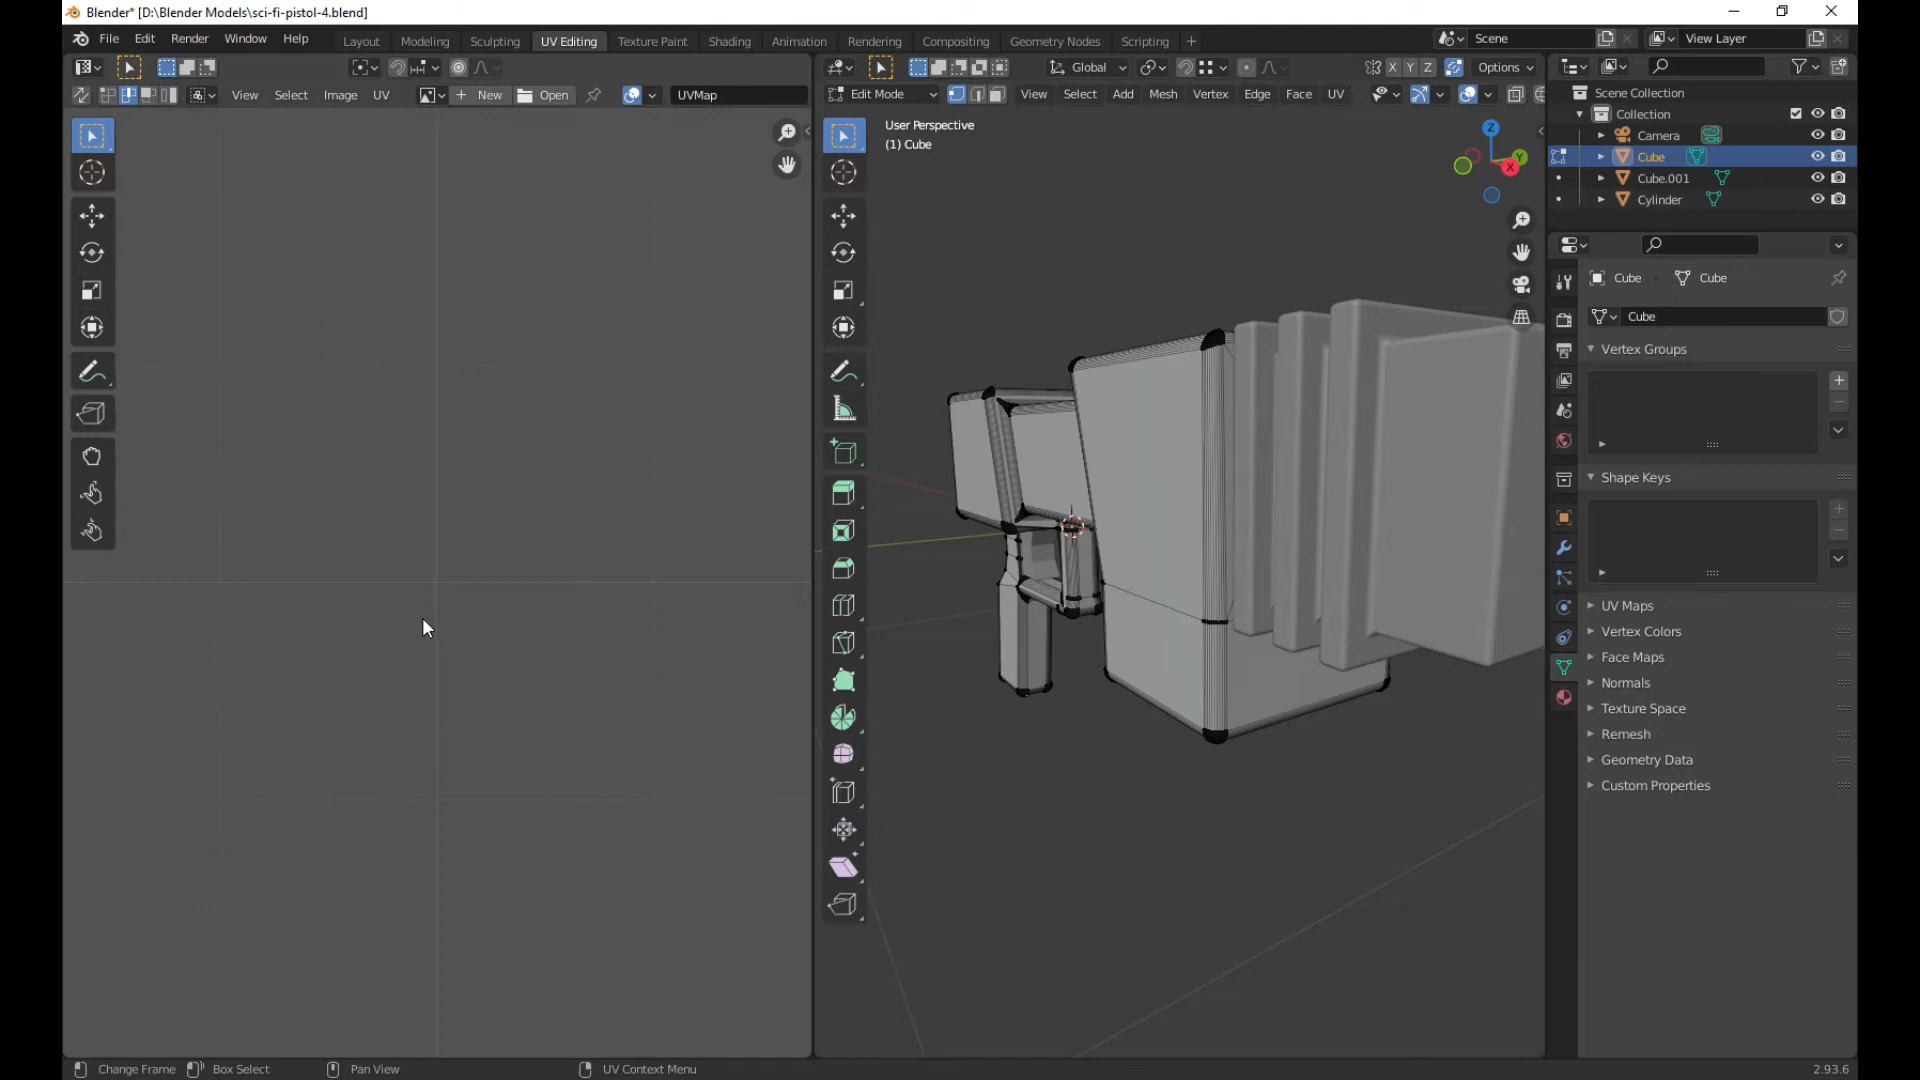 Blender* [D:\Blender Models\sci-fi-pistol-4.blend]
File Edit Render Window Help Layout Modeling Sculpting UV Editing Texture Paint Shading Animation Rendering Compositing Geometry Nodes Scripting + Scene View Layer
Global X Y Z Options
View Select Image UV New Open UVMap Edit Mode View Select Add Mesh Vertex Edge Face UV
User Perspective
(1) Cube
Z
Y
X
Scene Collection
Collection
Camera
Cube
Cube.001
Cylinder
Cube Cube
Cube
Vertex Groups
Shape Keys
UV Maps
Vertex Colors
Face Maps
Normals
Texture Space
Remesh
Geometry Data
Custom Properties
Change Frame Box Select Pan View UV Context Menu 2.93.6